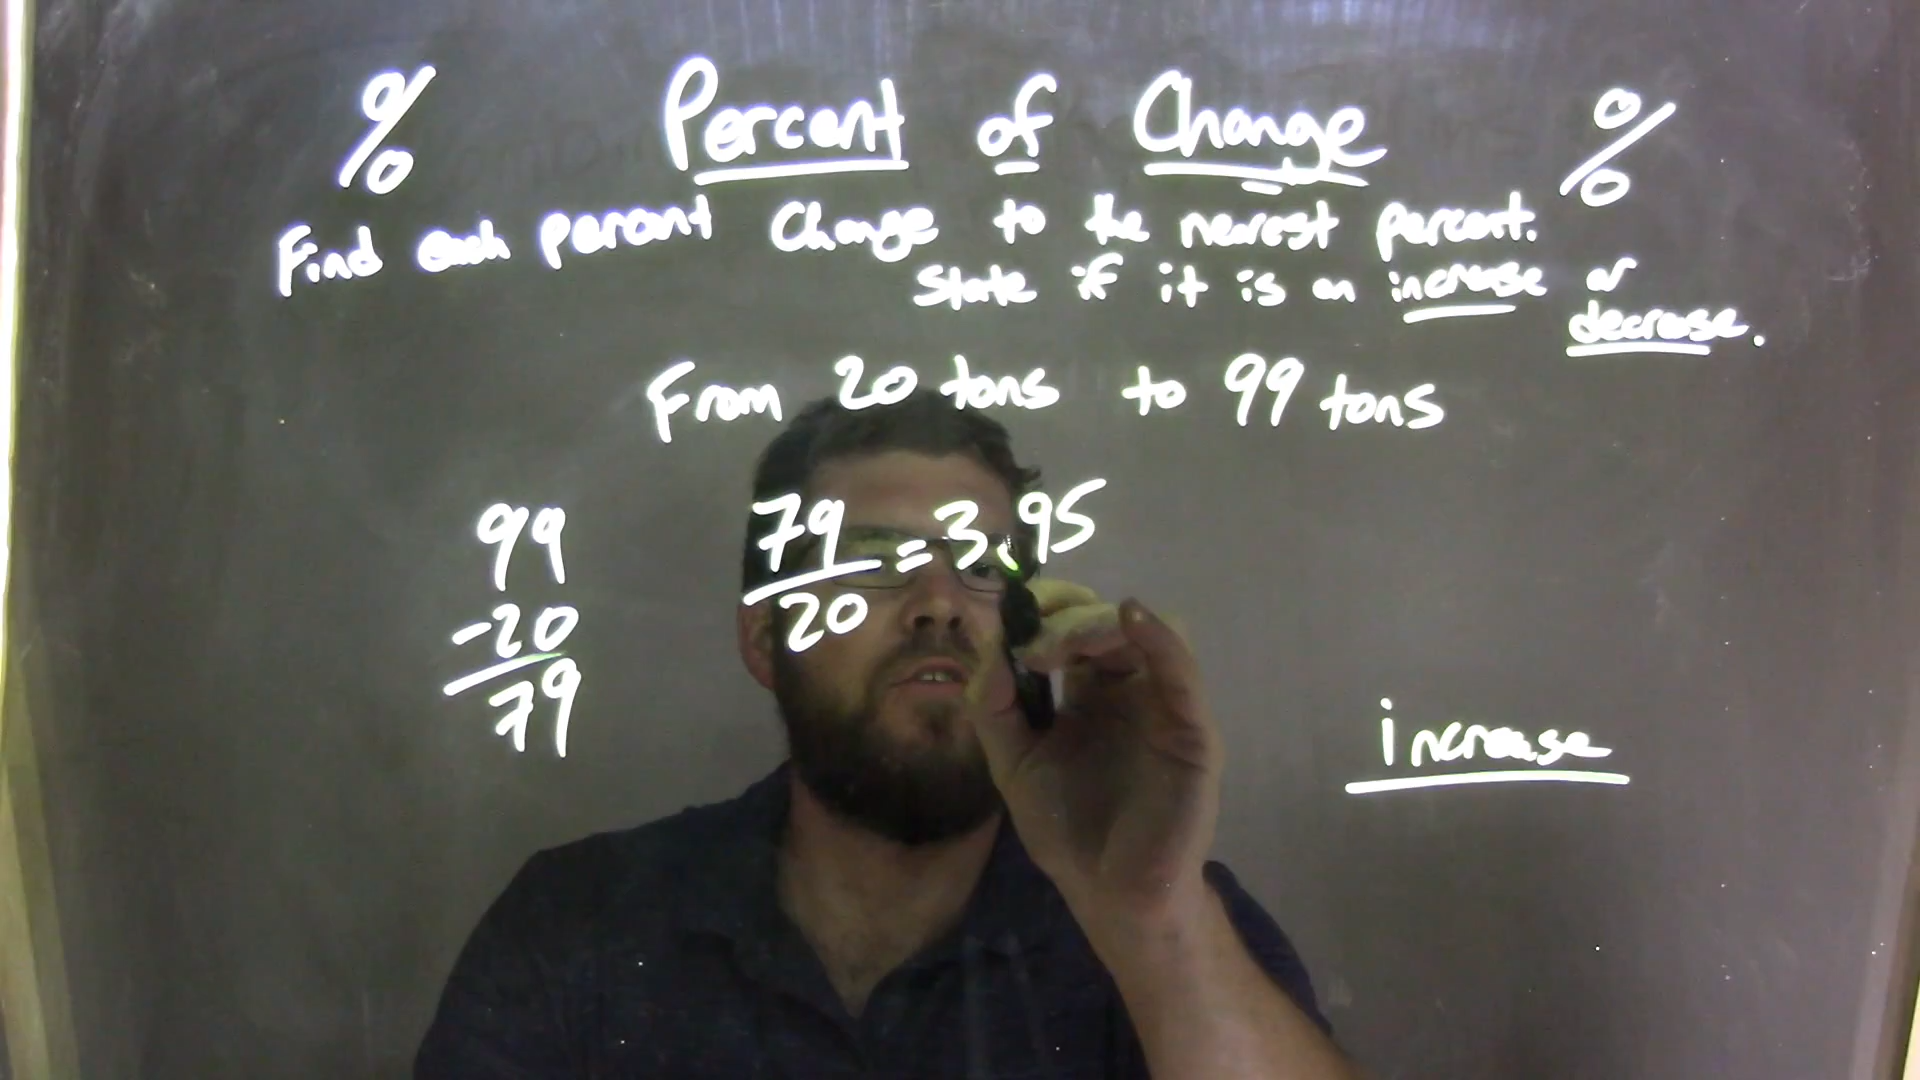 % Percent of Change %
Find each percent Change to the nearest percent.
State if it is an increase or
decrease.
From 20 tons to 99 tons
99
-20
79
79
20
= 3.95
increase